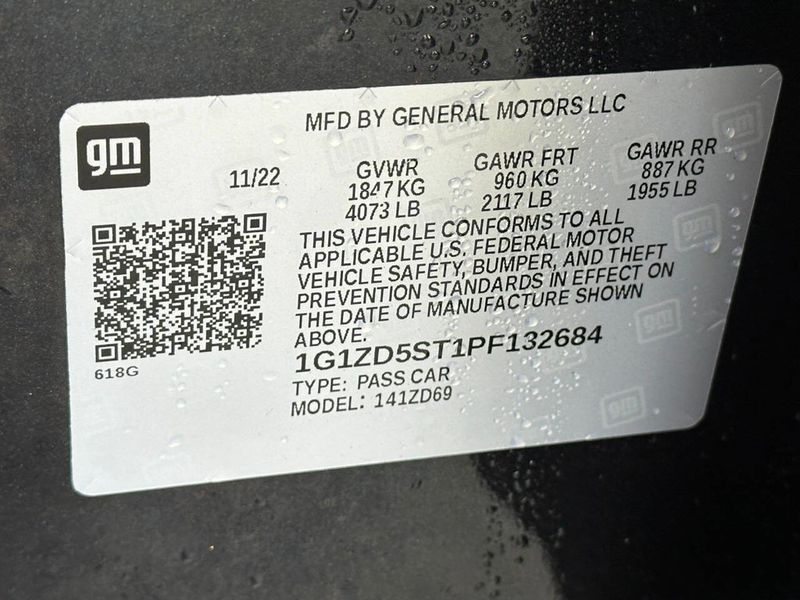 MFD BY GENERAL MOTORS LLC
gm
11/22
GVWR
1847 KG
4073 LB
GAWR FRT
960 KG
2117 LB
GAWR RR
887 KG
1955 LB
THIS VEHICLE CONFORMS TO ALL
APPLICABLE U.S. FEDERAL MOTOR
VEHICLE SAFETY, BUMPER, AND THEFT
PREVENTION STANDARDS IN EFFECT ON
THE DATE OF MANUFACTURE SHOWN
ABOVE.
618G
1G1ZD5ST1PF132684
TYPE: PASS CAR
MODEL: 141ZD69